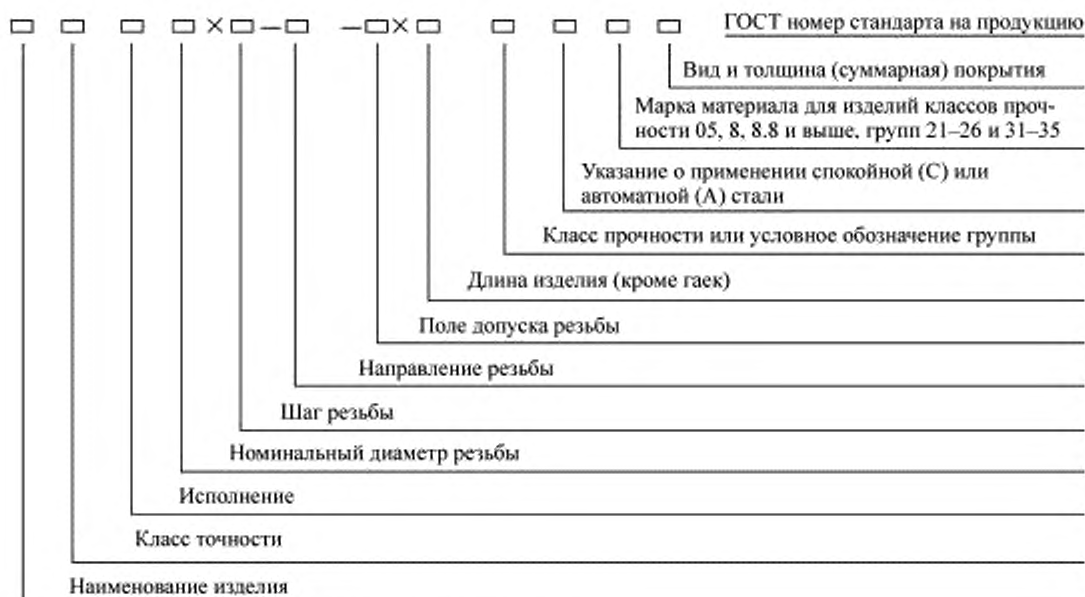 ГОСТ номер стандарта на продукцию
Вид и толщина (суммарная) покрытия
Марка материала для изделий классов проч-
ности 05, 8, 8.8 и выше, групп 21–26 и 31–35
Указание о применении спокойной (С) или
автоматной (А) стали
Класс прочности или условное обозначение группы
Длина изделия (кроме гаек)
Поле допуска резьбы
Направление резьбы
Шаг резьбы
Номинальный диаметр резьбы
Исполнение
Класс точности
Наименование изделия